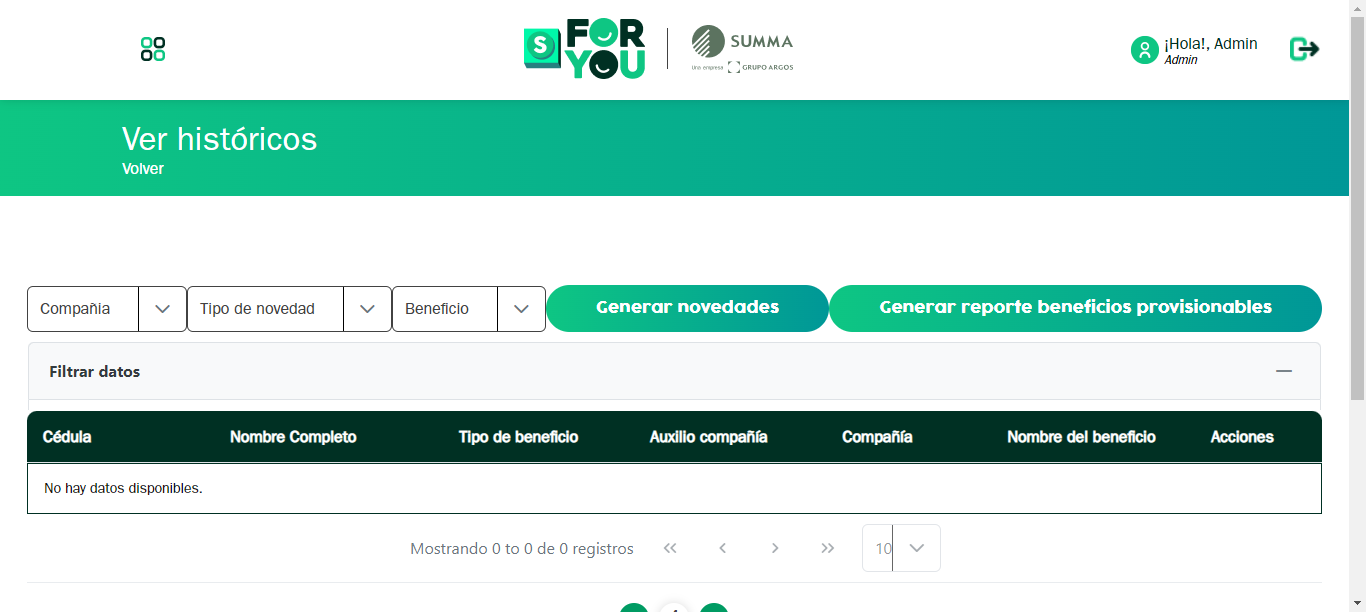 S FOR YOU
SUMMA
Una empresa GRUPO ARGOS
¡Hola!, Admin
Admin
Ver históricos
Volver
Compañia
Tipo de novedad
Beneficio
Generar novedades
Generar reporte beneficios provisionables
Filtrar datos
Cédula Nombre Completo Tipo de beneficio Auxilio compañía Compañía Nombre del beneficio Acciones
No hay datos disponibles.
Mostrando 0 to 0 de 0 registros
10